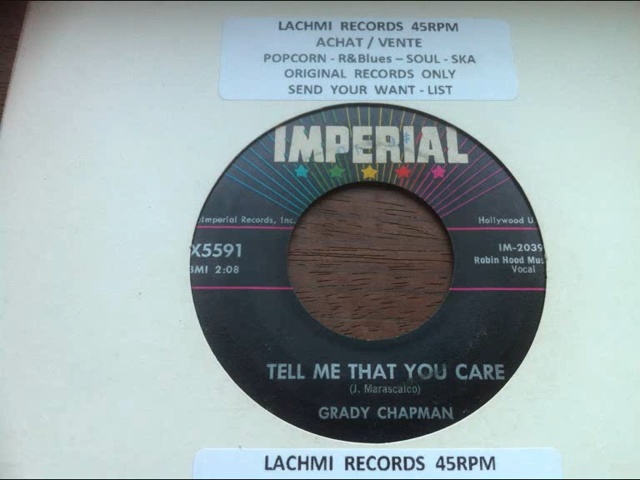 LACHMI RECORDS 45RPM
ACHAT / VENTE
POPCORN - R&Blues – SOUL - SKA
ORIGINAL RECORDS ONLY
SEND YOUR WANT - LIST
IMPERIAL
Imperial Records, Inc.
Hollywood U
X5591
IM-2039
BMI 2:08
Robin Hood Mu
Vocal
TELL ME THAT YOU CARE
(J. Marascalco)
GRADY CHAPMAN
LACHMI RECORDS 45RPM